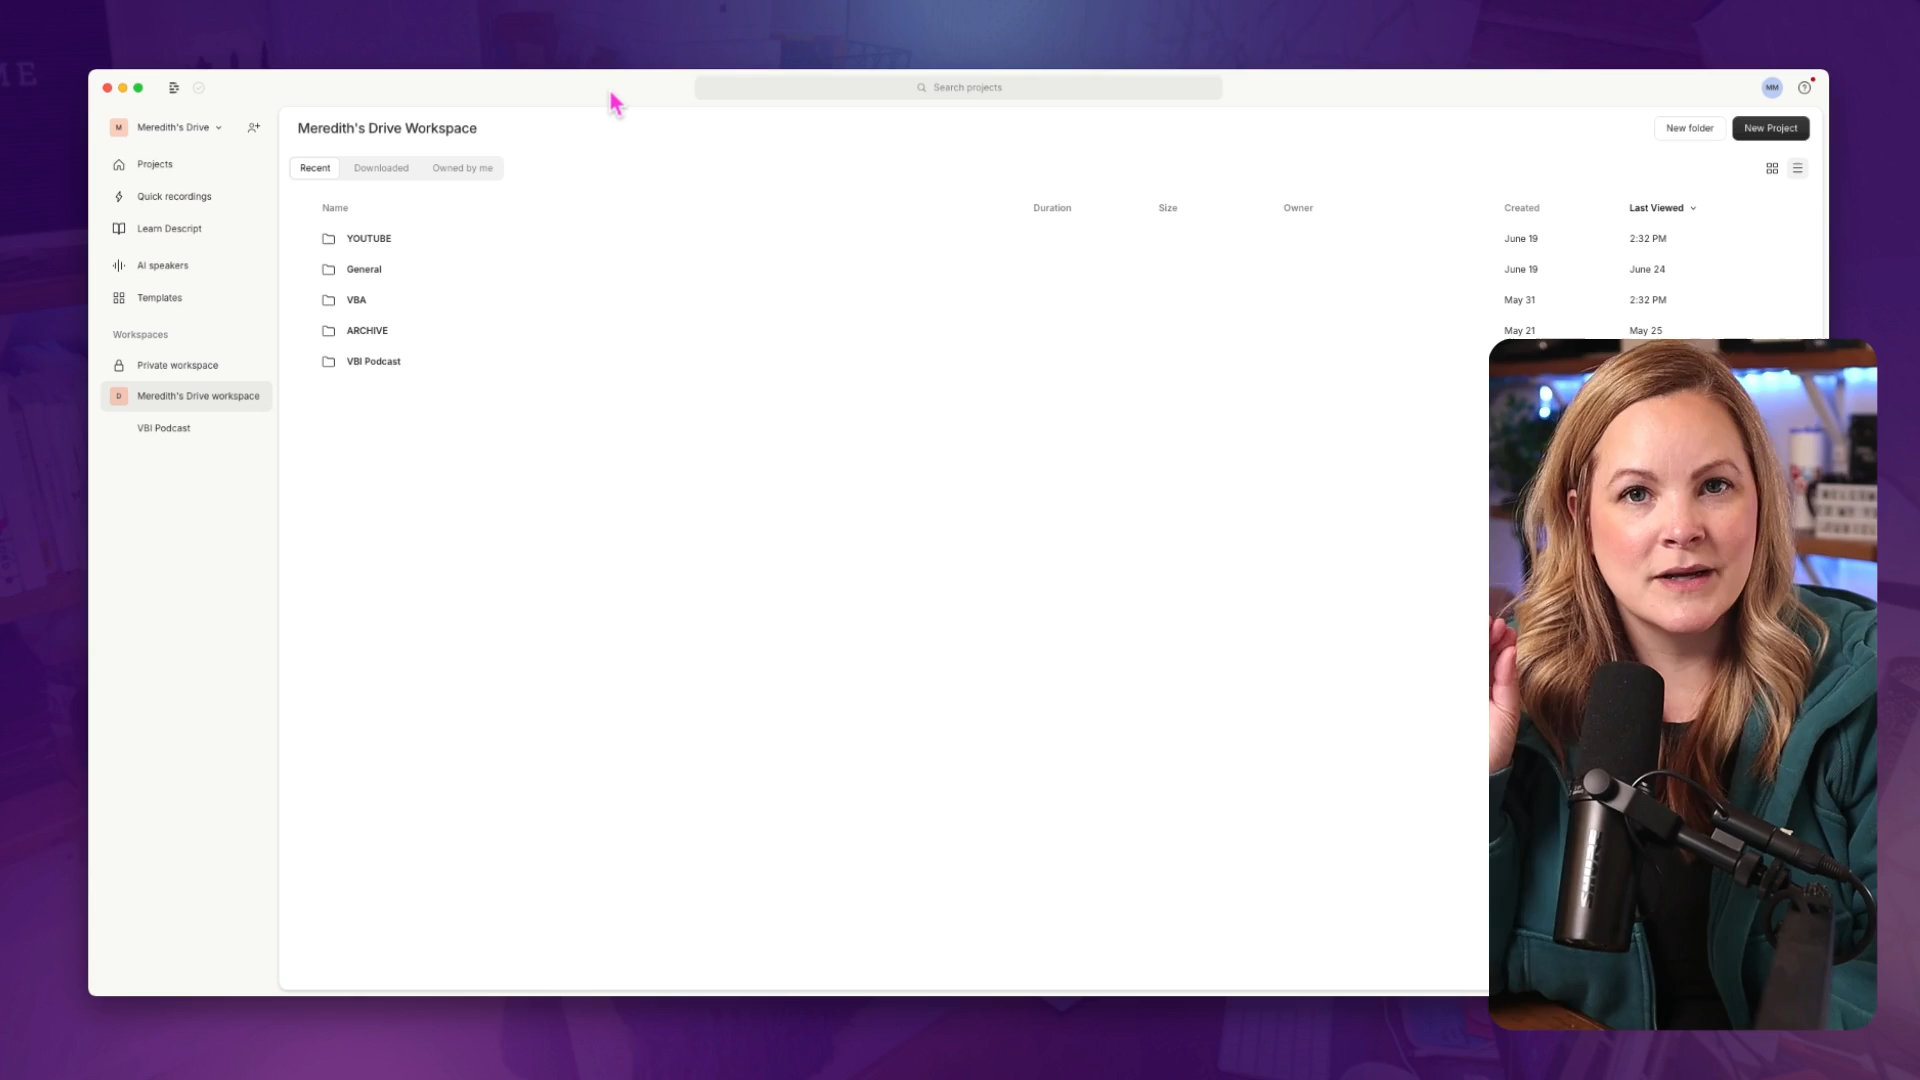 Search projects
MM
M Meredith's Drive
Meredith's Drive Workspace
New folder
New Project
Projects
Recent
Downloaded
Owned by me
Quick recordings
Name
Duration
Size
Owner
Created
Last Viewed
Learn Descript
YOUTUBE
June 19
2:32 PM
AI speakers
General
June 19
June 24
Templates
VBA
May 31
2:32 PM
Workspaces
ARCHIVE
May 21
May 25
Private workspace
VBI Podcast
D Meredith's Drive workspace
VBI Podcast
SHURE